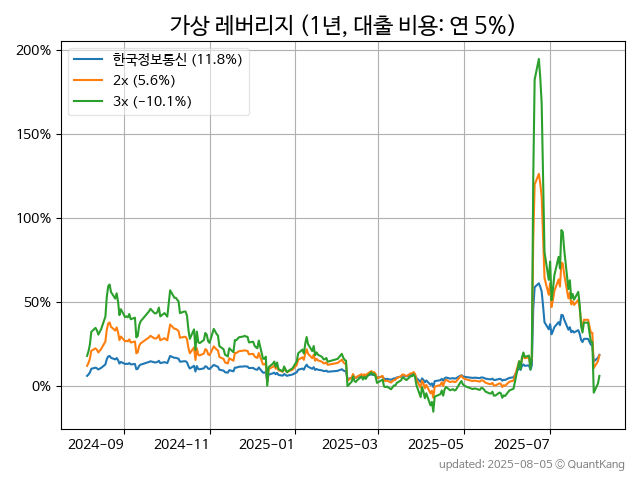 가상 레버리지 (1년, 대출 비용: 연 5%)
200%
150%
100%
50%
0%
한국정보통신 (11.8%)
2x (5.6%)
3x (-10.1%)
2024-09 2024-11 2025-01 2025-03 2025-05 2025-07
updated: 2025-08-05 © QuantKang